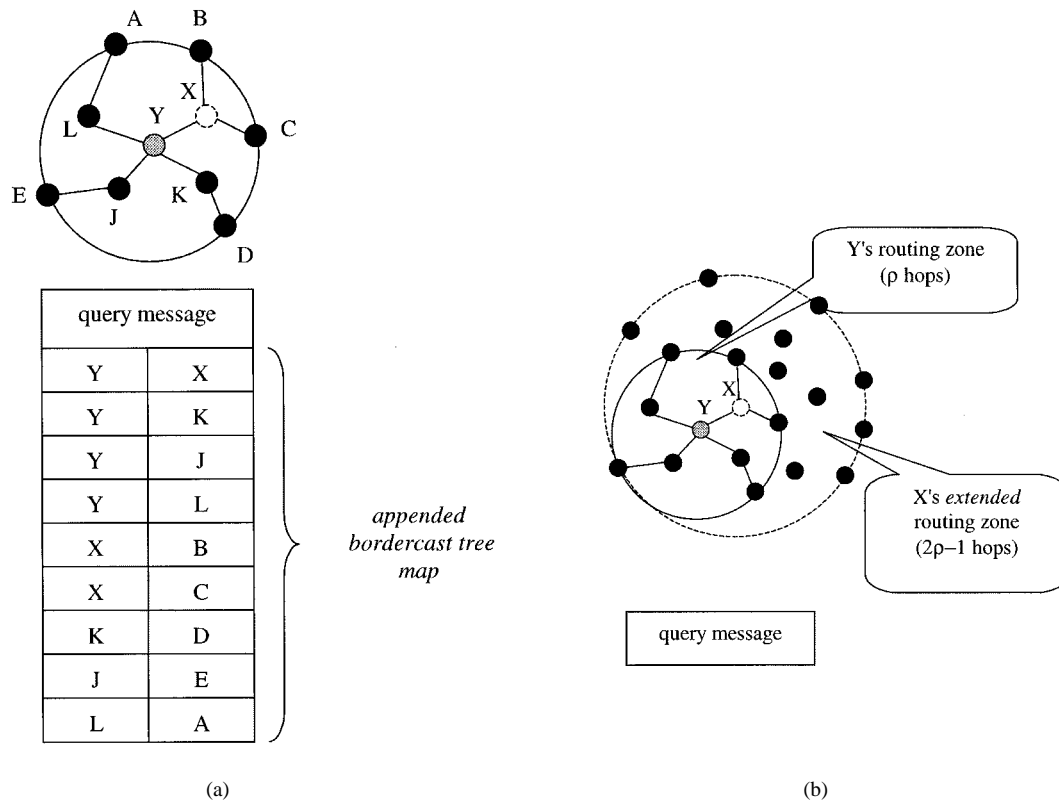 A
B
X
Y
L
C
E
J
K
D
query message
Y X
Y K
Y J
Y L
X B
X C
K D
J E
L A
appended
bordercast tree
map
(a)
Y's routing zone
(ρ hops)
X
Y
X's extended
routing zone
(2ρ−1 hops)
query message
(b)